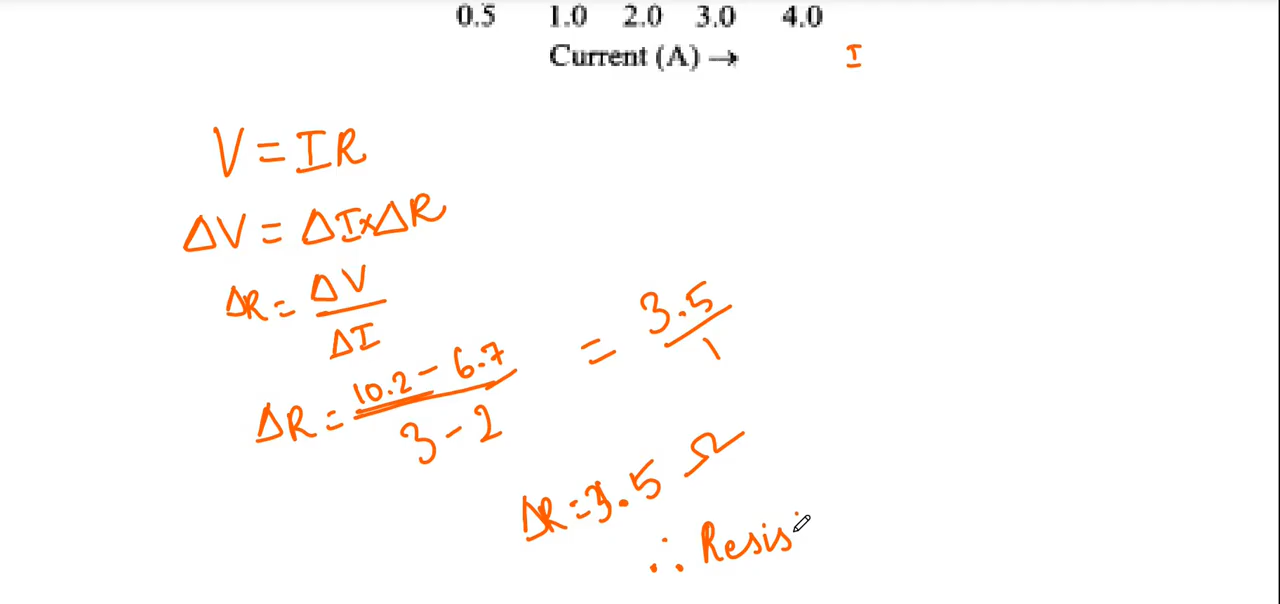 0.5 1.0 2.0 3.0 4.0
Current (A) → I
V = IR
ΔV = ΔI×ΔR
ΔR = ΔV/ΔI
ΔR = 10.2 - 6.7 / 3 - 2 = 3.5/1
ΔR = 3.5 Ω
∴ Resis